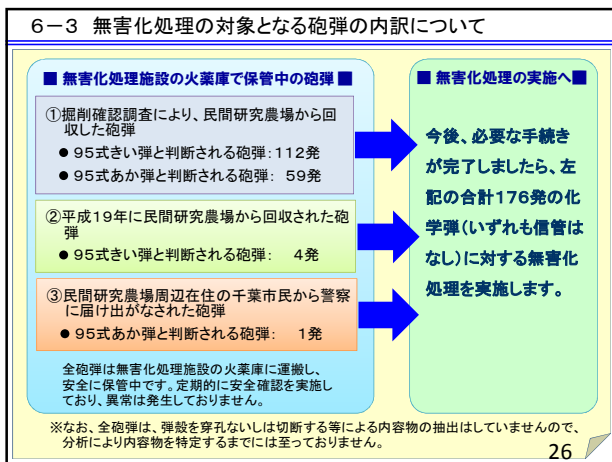 6－3 無害化処理の対象となる砲弾の内訳について
■ 無害化処理施設の火薬庫で保管中の砲弾 ■
①掘削確認調査により、民間研究農場から回
収した砲弾
● 95式きい弾と判断される砲弾：112発
● 95式あか弾と判断される砲弾： 59発
②平成19年に民間研究農場から回収された砲
弾
● 95式きい弾と判断される砲弾： 4発
③民間研究農場周辺在住の千葉市民から警察
に届け出がなされた砲弾
● 95式あか弾と判断される砲弾： 1発
全砲弾は無害化処理施設の火薬庫に運搬し、
安全に保管中です。定期的に安全確認を実施し
ており、異常は発生しておりません。
■ 無害化処理の実施へ■
今後、必要な手続き
が完了しましたら、左
記の合計176発の化
学弾（いずれも信管は
なし）に対する無害化
処理を実施します。
※なお、全砲弾は、弾殻を穿孔ないしは切断する等による内容物の抽出はしていませんので、
分析により内容物を特定するまでには至っておりません。
26